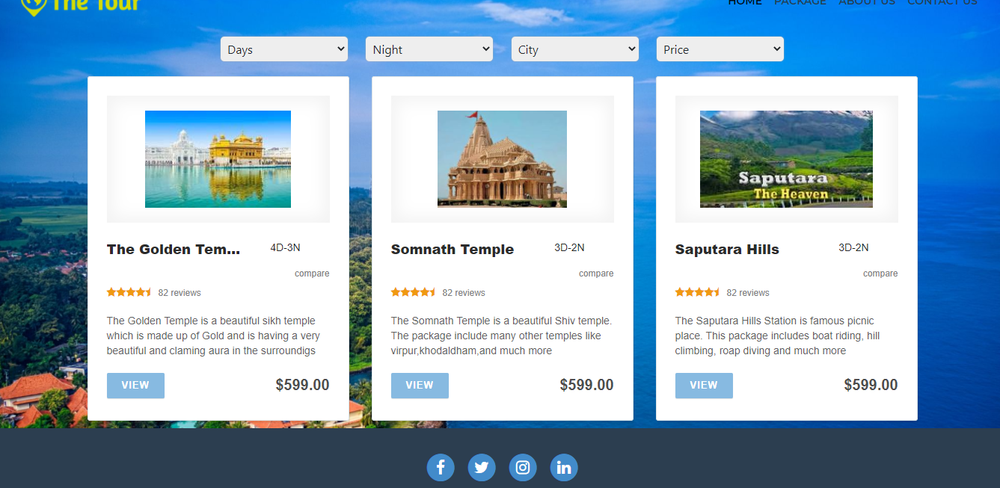 The Tour
HOME PACKAGE ABOUT US CONTACT US
Days Night City Price
Saputara
The Heaven
The Golden Tem... 4D-3N
compare
82 reviews
The Golden Temple is a beautiful sikh temple
which is made up of Gold and is having a very
beautiful and claming aura in the surroundigs
VIEW $599.00
Somnath Temple 3D-2N
compare
82 reviews
The Somnath Temple is a beautiful Shiv temple.
The package include many other temples like
virpur,khodaldham,and much more
VIEW $599.00
Saputara Hills 3D-2N
compare
82 reviews
The Saputara Hills Station is famous picnic
place. This package includes boat riding, hill
climbing, roap diving and much more
VIEW $599.00